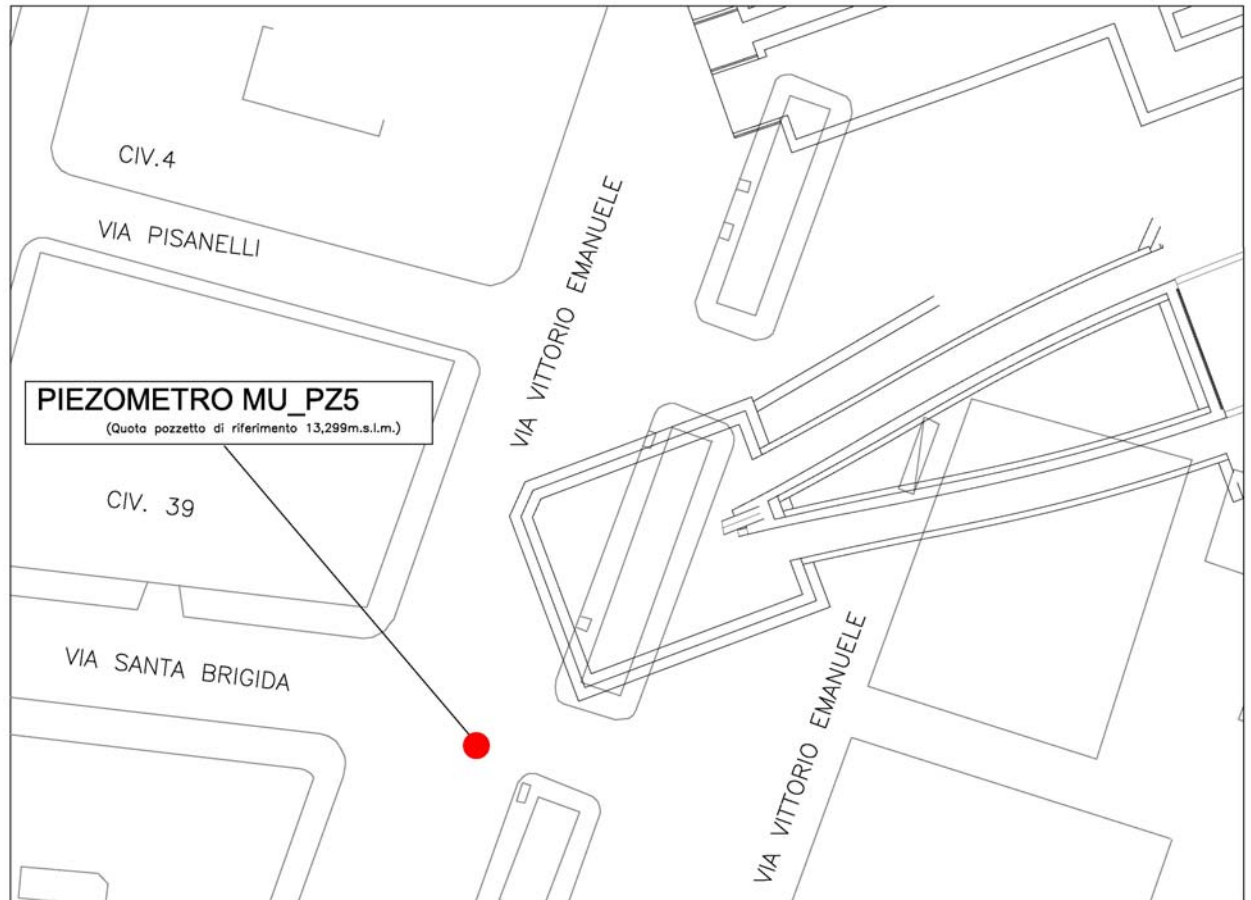 CIV.4
VIA PISANELLI
VIA VITTORIO EMANUELE
PIEZOMETRO MU_PZ5
(Quota pozzetto di riferimento 13,299m.s.l.m.)
CIV. 39
VIA SANTA BRIGIDA
VIA VITTORIO EMANUELE